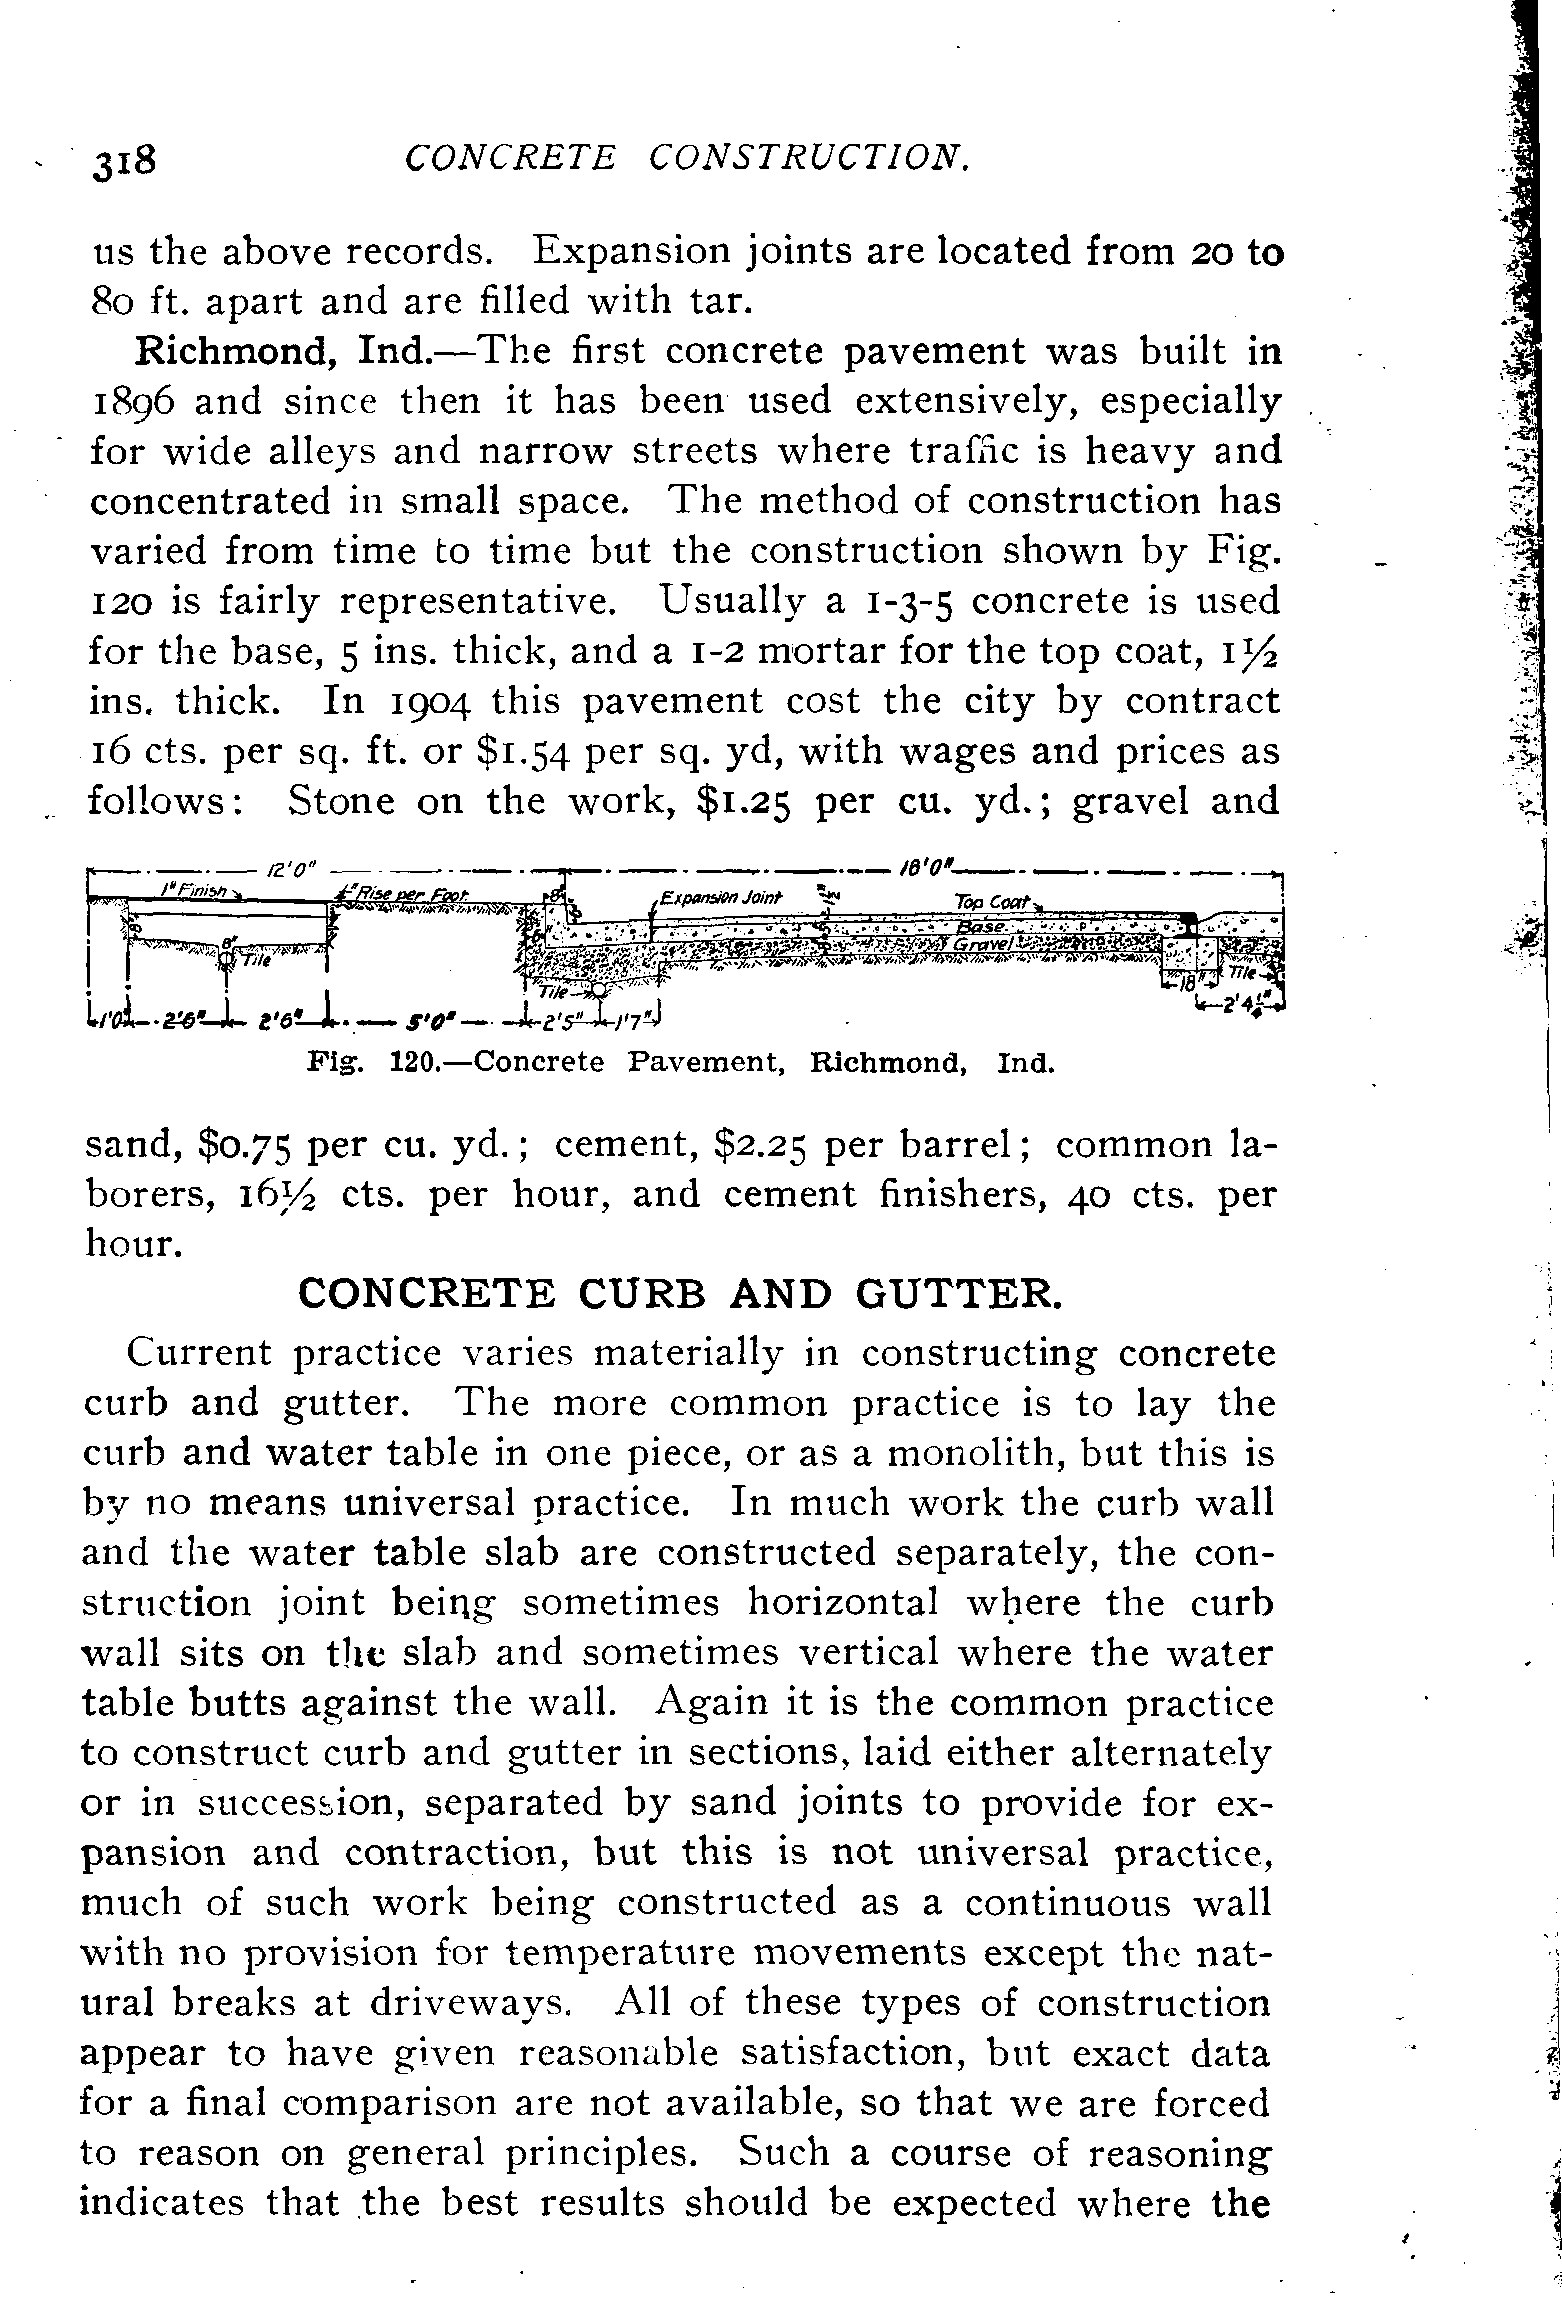 318 CONCRETE CONSTRUCTION.
us the above records. Expansion joints are located from 20 to
80 ft. apart and are filled with tar.
Richmond, Ind.—The first concrete pavement was built in
1896 and since then it has been used extensively, especially
for wide alleys and narrow streets where traffic is heavy and
concentrated in small space. The method of construction has
varied from time to time but the construction shown by Fig.
120 is fairly representative. Usually a 1-3-5 concrete is used
for the base, 5 ins. thick, and a 1-2 mortar for the top coat, 1½
ins. thick. In 1904 this pavement cost the city by contract
16 cts. per sq. ft. or $1.54 per sq. yd, with wages and prices as
follows: Stone on the work, $1.25 per cu. yd.; gravel and
12'0" 18'0"
1" Finish Rise per Foot Expansion Joint Top Coat
Base
8" Tile Gravel
Tile 18" Tile
1'0" 2'6" 2'6" 5'0" 2'5" 1'7" 2'4½"
Fig. 120.—Concrete Pavement, Richmond, Ind.
sand, $0.75 per cu. yd.; cement, $2.25 per barrel; common la-
borers, 16½ cts. per hour, and cement finishers, 40 cts. per
hour.
CONCRETE CURB AND GUTTER.
Current practice varies materially in constructing concrete
curb and gutter. The more common practice is to lay the
curb and water table in one piece, or as a monolith, but this is
by no means universal practice. In much work the curb wall
and the water table slab are constructed separately, the con-
struction joint being sometimes horizontal where the curb
wall sits on the slab and sometimes vertical where the water
table butts against the wall. Again it is the common practice
to construct curb and gutter in sections, laid either alternately
or in succession, separated by sand joints to provide for ex-
pansion and contraction, but this is not universal practice,
much of such work being constructed as a continuous wall
with no provision for temperature movements except the nat-
ural breaks at driveways. All of these types of construction
appear to have given reasonable satisfaction, but exact data
for a final comparison are not available, so that we are forced
to reason on general principles. Such a course of reasoning
indicates that the best results should be expected where the